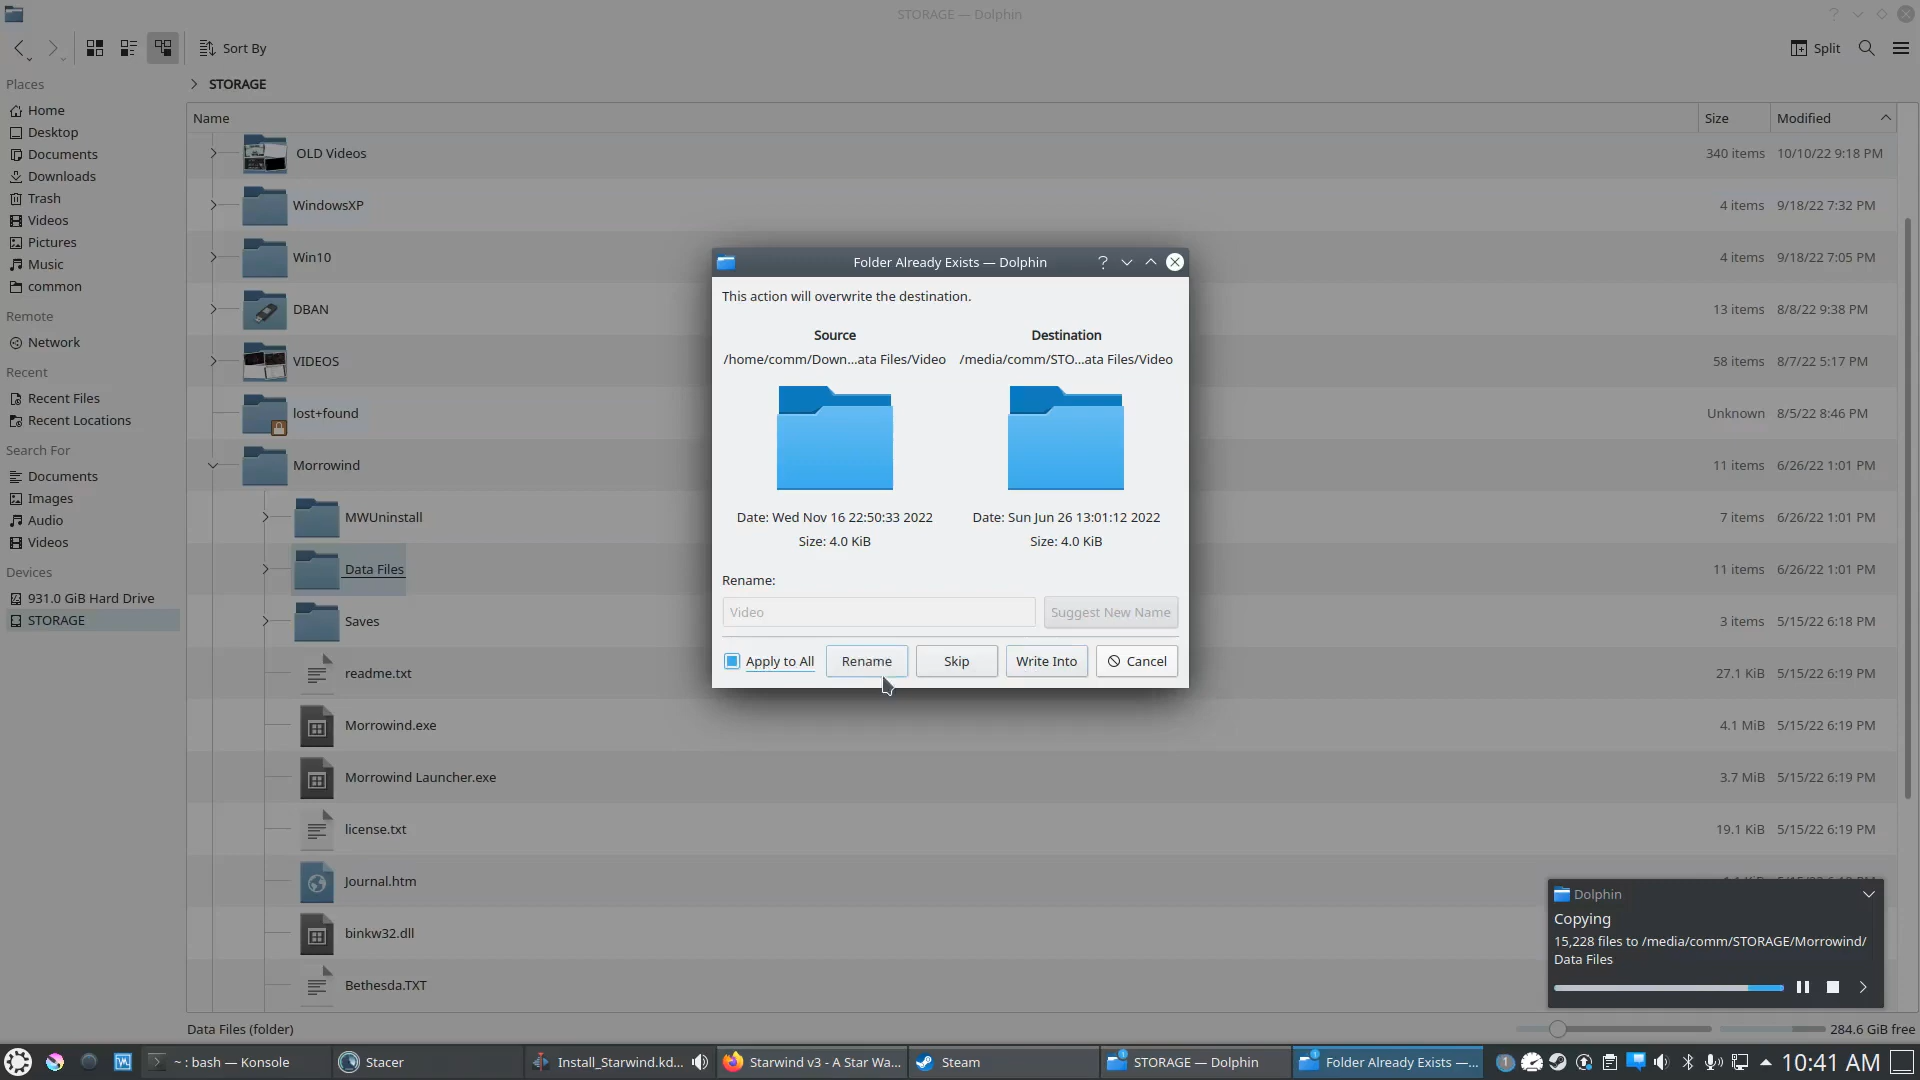 STORAGE — Dolphin
Sort By
Split
Places
STORAGE
Name
Size
Modified
Home
Desktop
Documents
Downloads
Trash
Videos
Pictures
Music
common
Remote
Network
Recent
Recent Files
Recent Locations
Search For
Documents
Images
Audio
Videos
Devices
931.0 GiB Hard Drive
STORAGE
OLD Videos 340 items 10/10/22 9:18 PM
WindowsXP 4 items 9/18/22 7:32 PM
Win10 4 items 9/18/22 7:05 PM
DBAN 13 items 8/8/22 9:38 PM
VIDEOS 58 items 8/7/22 5:17 PM
lost+found Unknown 8/5/22 8:46 PM
Morrowind 11 items 6/26/22 1:01 PM
MWUninstall 7 items 6/26/22 1:01 PM
Data Files 11 items 6/26/22 1:01 PM
Saves 3 items 5/15/22 6:18 PM
readme.txt 27.1 KiB 5/15/22 6:19 PM
Morrowind.exe 4.1 MiB 5/15/22 6:19 PM
Morrowind Launcher.exe 3.7 MiB 5/15/22 6:19 PM
license.txt 19.1 KiB 5/15/22 6:19 PM
Journal.htm
binkw32.dll
Bethesda.TXT
Folder Already Exists — Dolphin
This action will overwrite the destination.
Source
Destination
/home/comm/Down...ata Files/Video
/media/comm/STO...ata Files/Video
Date: Wed Nov 16 22:50:33 2022
Date: Sun Jun 26 13:01:12 2022
Size: 4.0 KiB
Size: 4.0 KiB
Rename:
Video
Suggest New Name
Apply to All
Rename
Skip
Write Into
Cancel
Dolphin
Copying
15,228 files to /media/comm/STORAGE/Morrowind/
Data Files
Data Files (folder)
284.6 GiB free
~ : bash — Konsole
Stacer
Install_Starwind.kd...
Starwind v3 - A Star Wa...
Steam
STORAGE — Dolphin
Folder Already Exists —...
1
10:41 AM